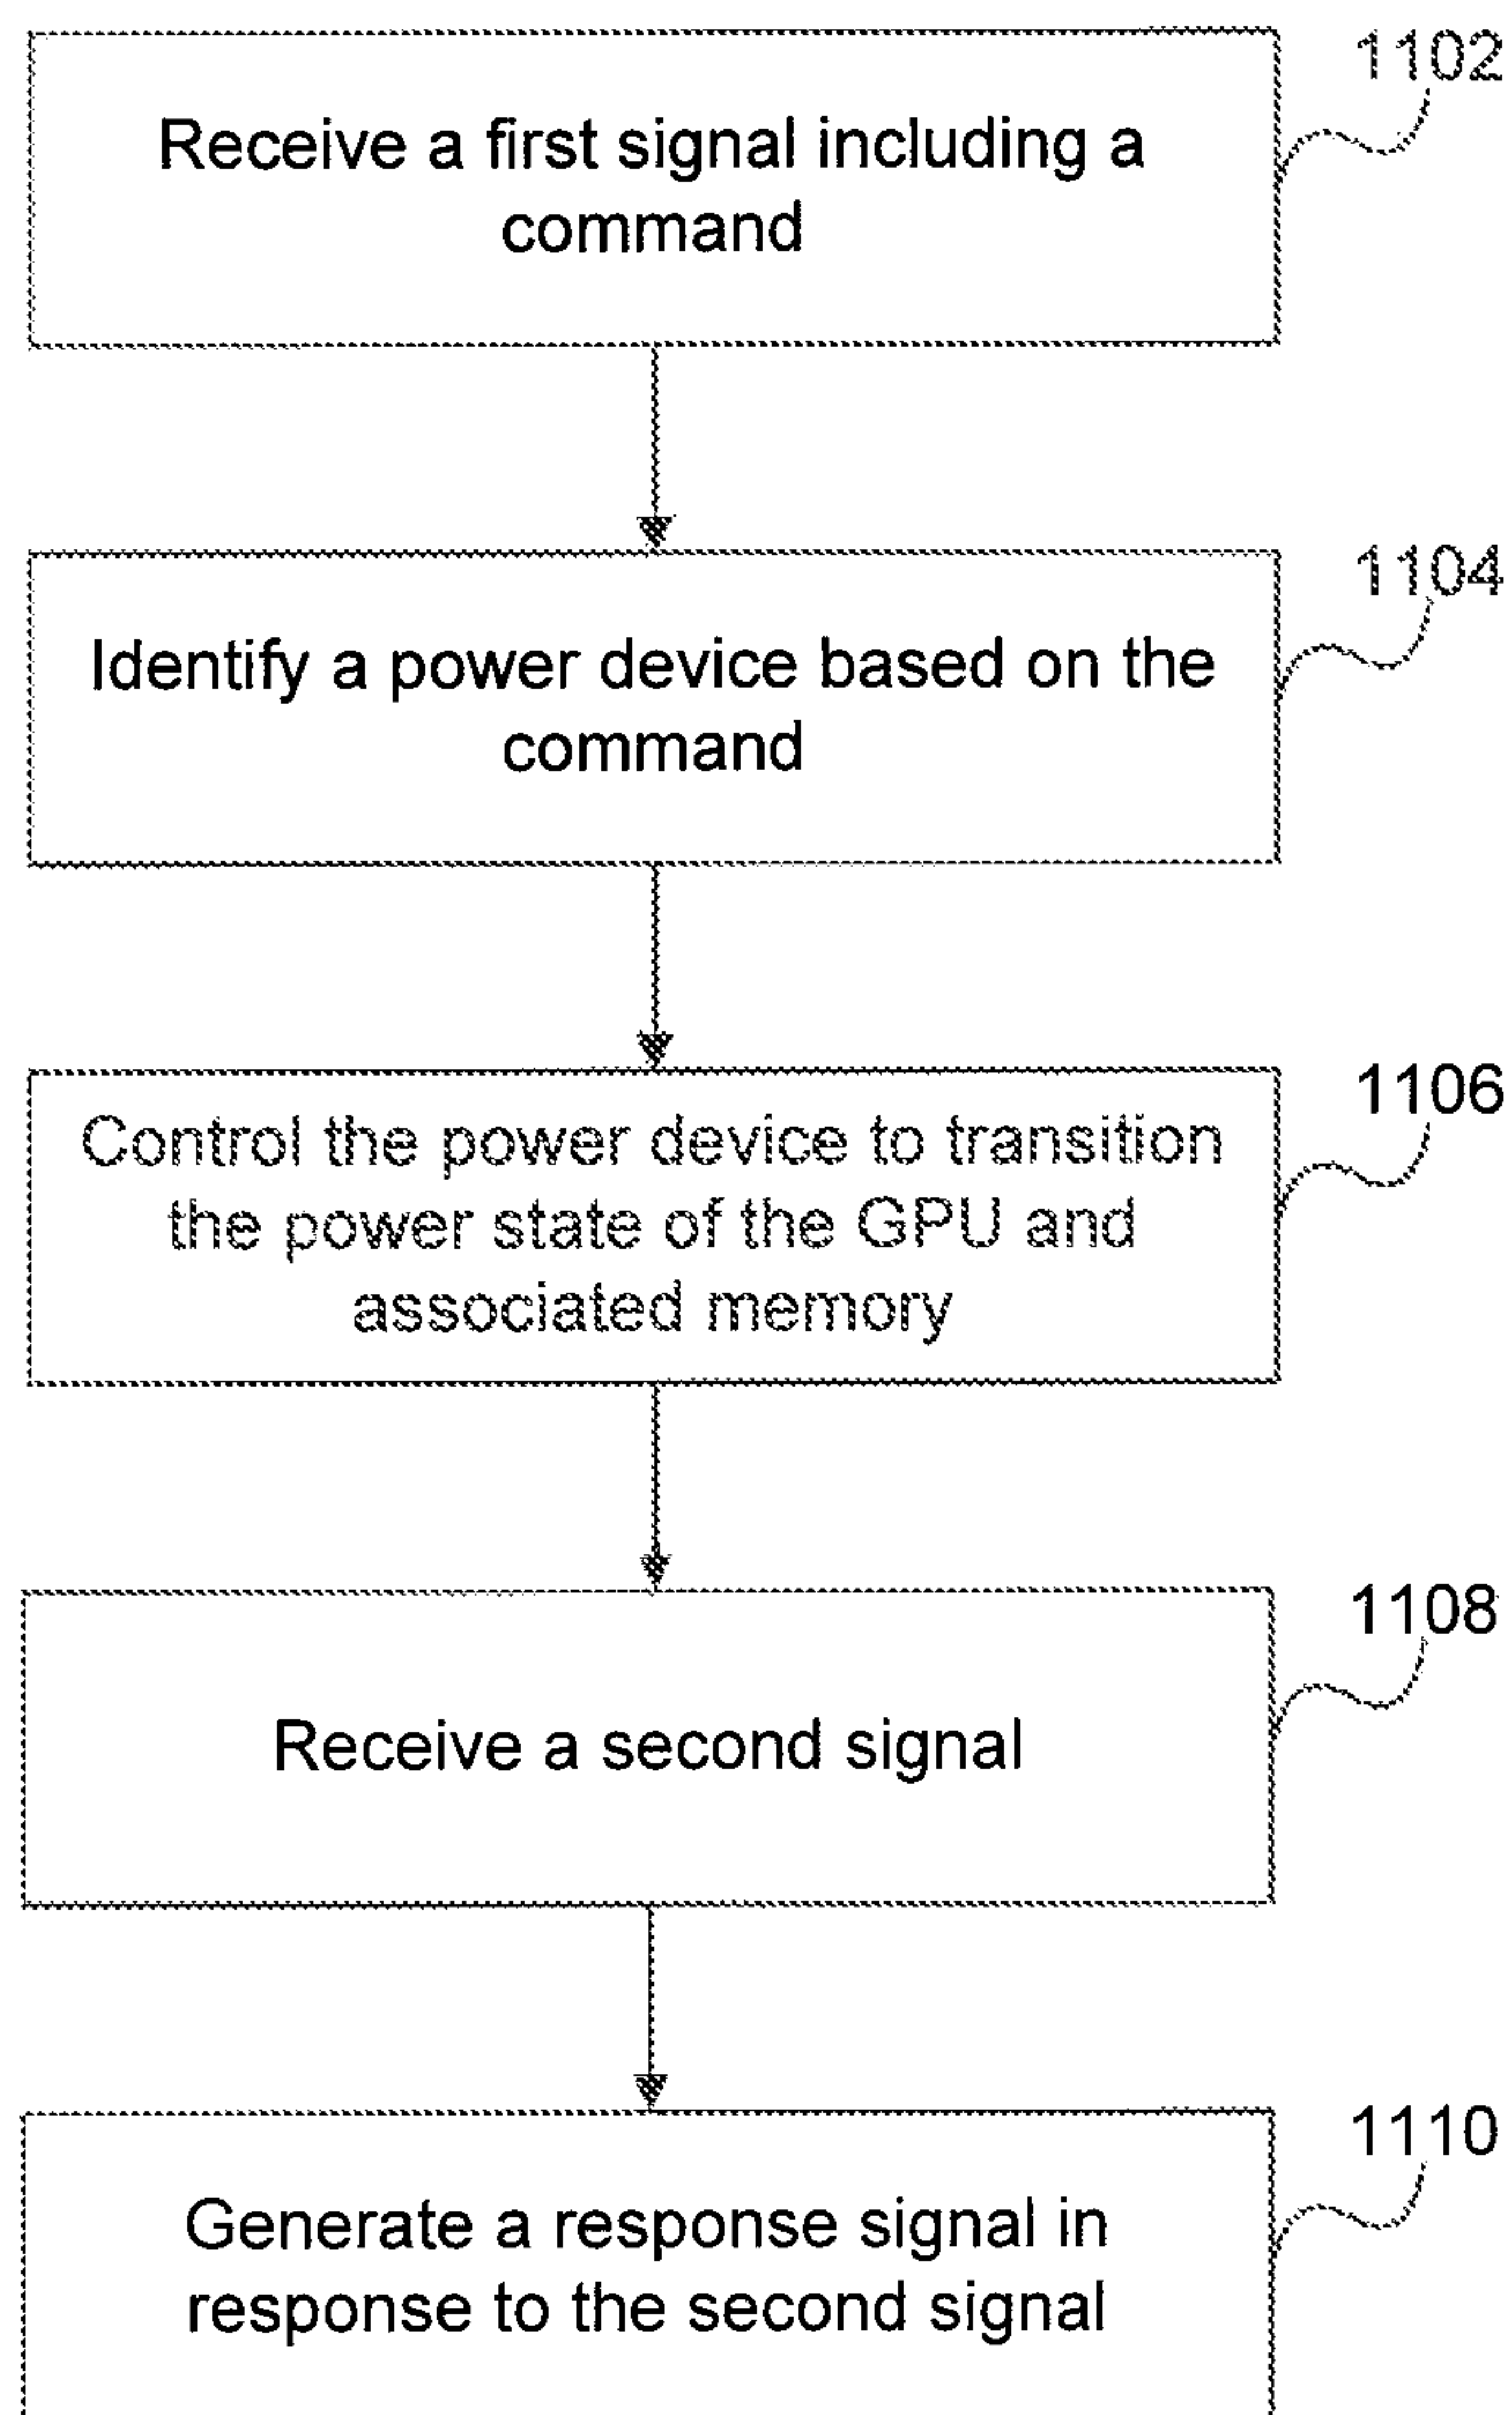 1102
Receive a first signal including a
command
1104
Identify a power device based on the
command
1106
Control the power device to transition
the power state of the GPU and
associated memory
1108
Receive a second signal
1110
Generate a response signal in
response to the second signal